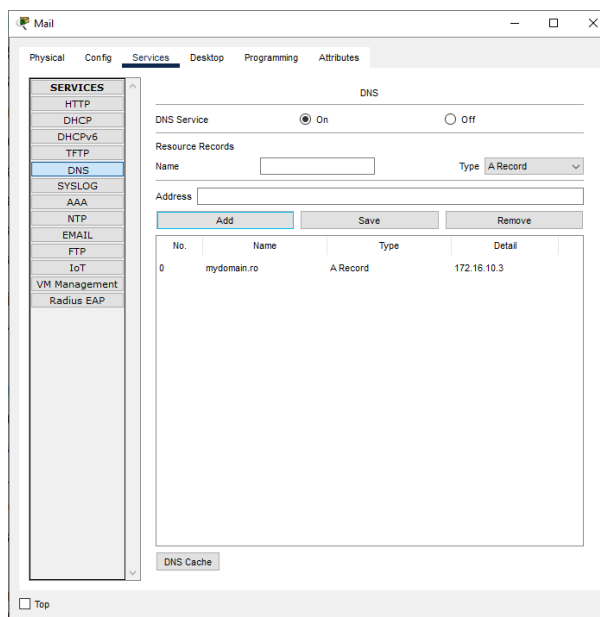 Mail
Physical Config Services Desktop Programming Attributes
SERVICES
HTTP
DHCP
DHCPv6
TFTP
DNS
SYSLOG
AAA
NTP
EMAIL
FTP
IoT
VM Management
Radius EAP
DNS
DNS Service On Off
Resource Records
Name Type A Record
Address
Add Save Remove
No. Name Type Detail
0 mydomain.ro A Record 172.16.10.3
DNS Cache
Top